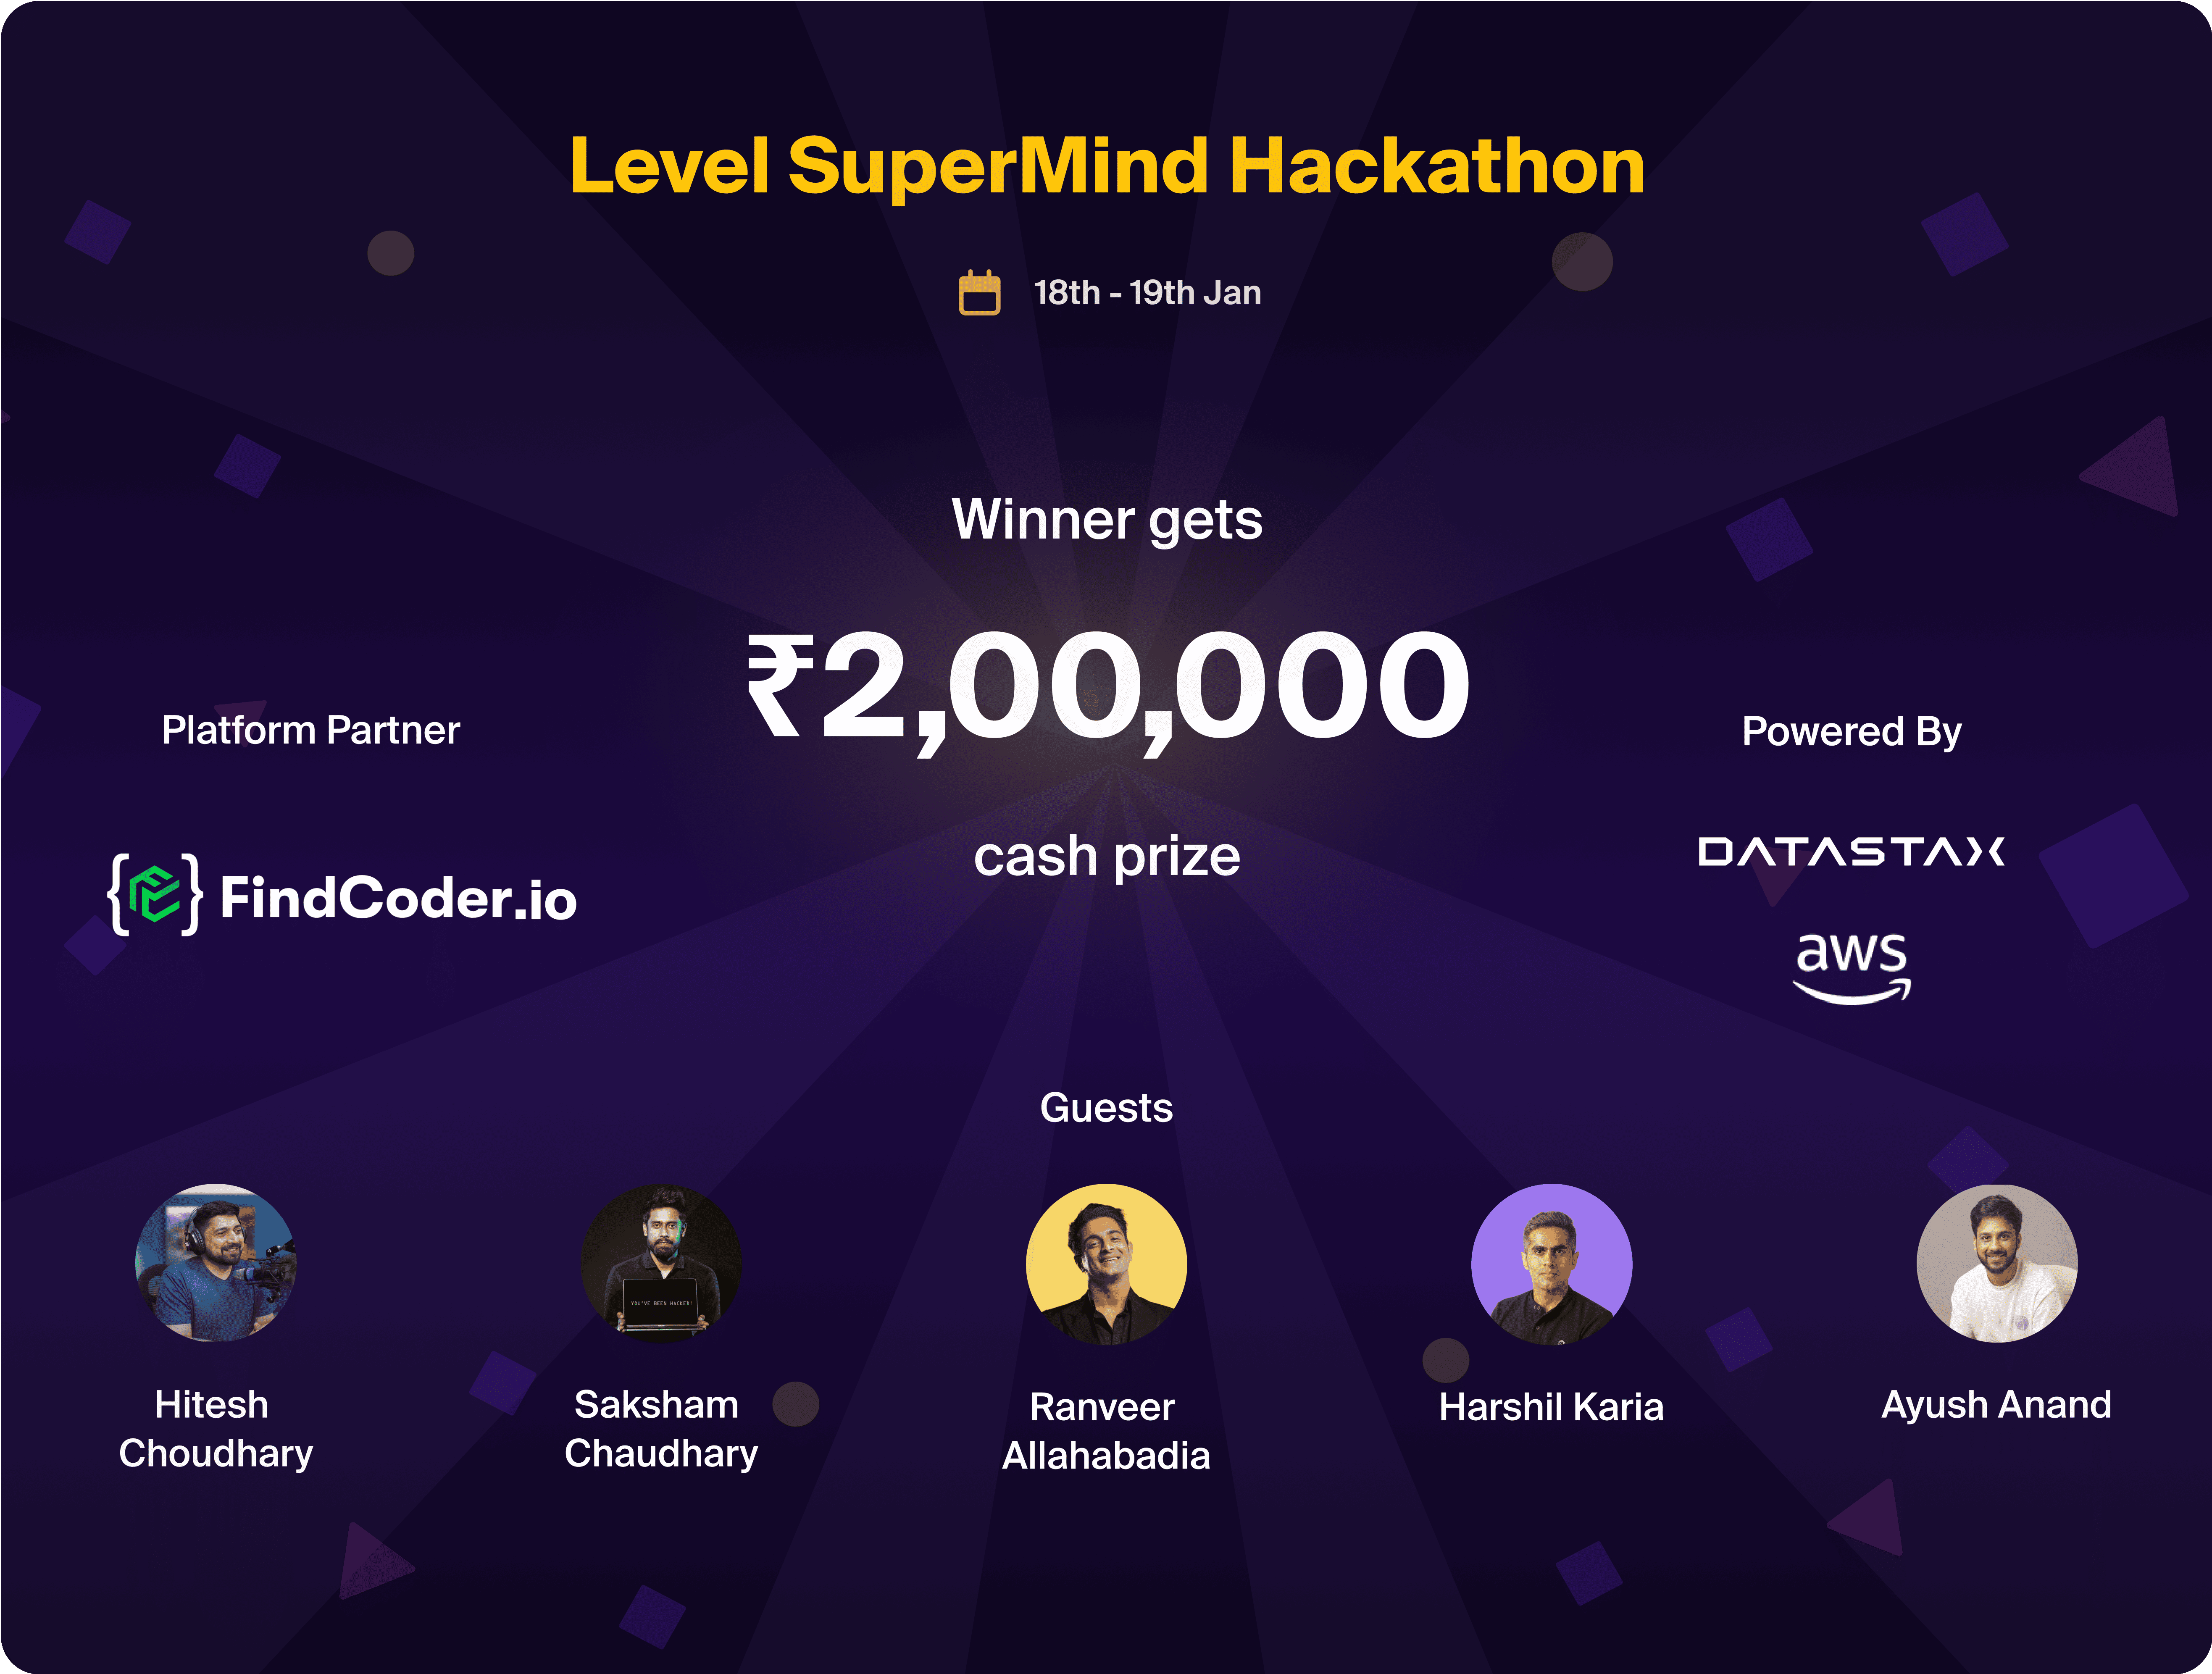 Level SuperMind Hackathon
18th - 19th Jan
Winner gets
₹2,00,000
cash prize
Platform Partner
FindCoder.io
Powered By
DATASTAX
aws
Guests
YOU'VE BEEN HACKED!
Hitesh
Choudhary
Saksham
Chaudhary
Ranveer
Allahabadia
Harshil Karia
Ayush Anand